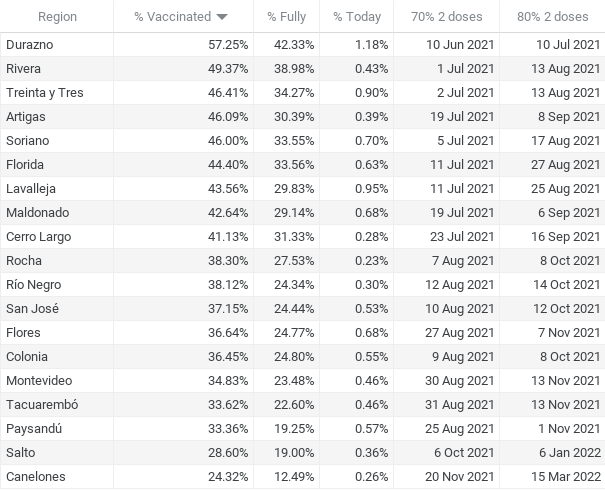 Region % Vaccinated % Fully % Today 70% 2 doses 80% 2 doses
Durazno 57.25% 42.33% 1.18% 10 Jun 2021 10 Jul 2021
Rivera 49.37% 38.98% 0.43% 1 Jul 2021 13 Aug 2021
Treinta y Tres 46.41% 34.27% 0.90% 2 Jul 2021 13 Aug 2021
Artigas 46.09% 30.39% 0.39% 19 Jul 2021 8 Sep 2021
Soriano 46.00% 33.55% 0.70% 5 Jul 2021 17 Aug 2021
Florida 44.40% 33.56% 0.63% 11 Jul 2021 27 Aug 2021
Lavalleja 43.56% 29.83% 0.95% 11 Jul 2021 25 Aug 2021
Maldonado 42.64% 29.14% 0.68% 19 Jul 2021 6 Sep 2021
Cerro Largo 41.13% 31.33% 0.28% 23 Jul 2021 16 Sep 2021
Rocha 38.30% 27.53% 0.23% 7 Aug 2021 8 Oct 2021
Río Negro 38.12% 24.34% 0.30% 12 Aug 2021 14 Oct 2021
San José 37.15% 24.44% 0.53% 10 Aug 2021 12 Oct 2021
Flores 36.64% 24.77% 0.68% 27 Aug 2021 7 Nov 2021
Colonia 36.45% 24.80% 0.55% 9 Aug 2021 8 Oct 2021
Montevideo 34.83% 23.48% 0.46% 30 Aug 2021 13 Nov 2021
Tacuarembó 33.62% 22.60% 0.46% 31 Aug 2021 13 Nov 2021
Paysandú 33.36% 19.25% 0.57% 25 Aug 2021 1 Nov 2021
Salto 28.60% 19.00% 0.36% 6 Oct 2021 6 Jan 2022
Canelones 24.32% 12.49% 0.26% 20 Nov 2021 15 Mar 2022